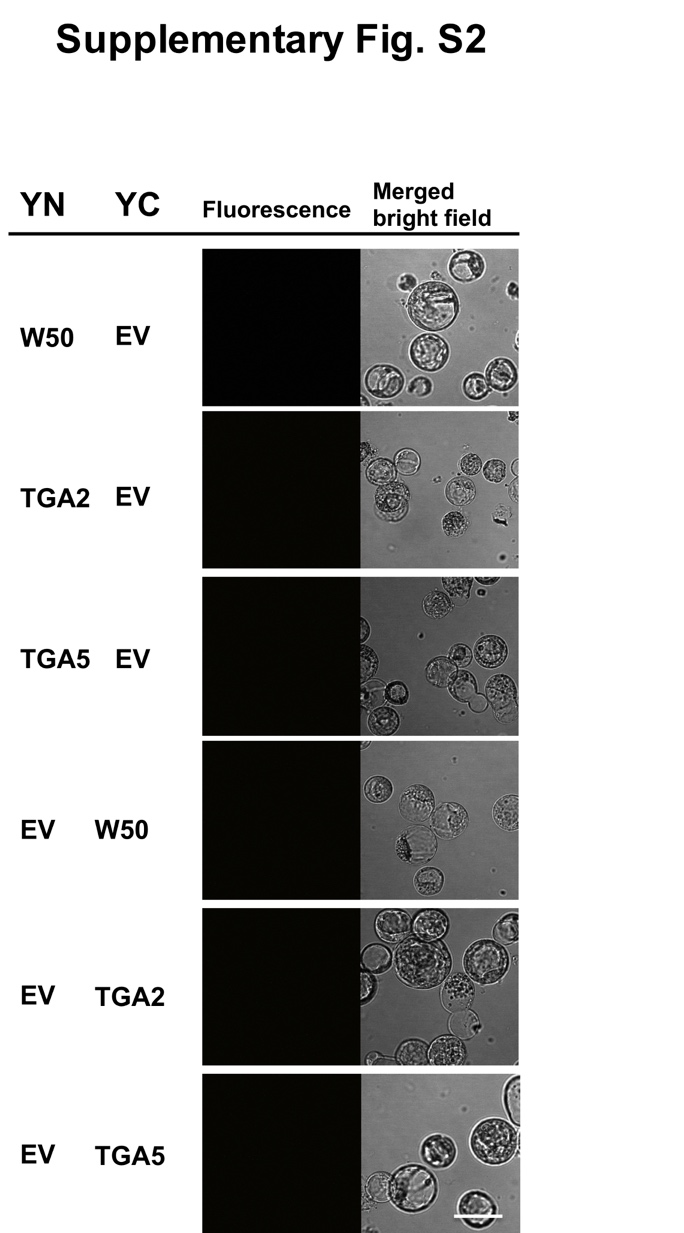 Supplementary Fig. S2
YN YC Fluorescence Merged
bright field
W50 EV
TGA2 EV
TGA5 EV
EV W50
EV TGA2
EV TGA5